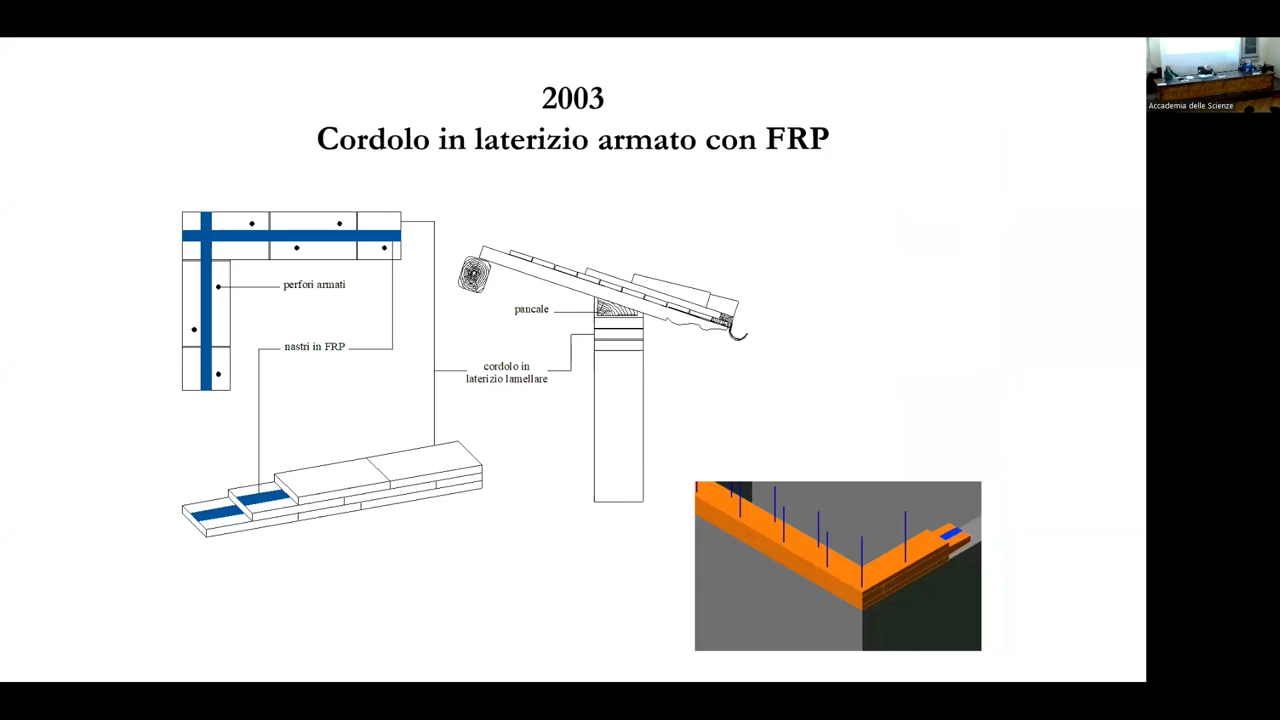 2003
Cordolo in laterizio armato con FRP
perfori armati
pancale
nastri in FRP
cordolo in
laterizio lamellare
Accademia delle Scienze